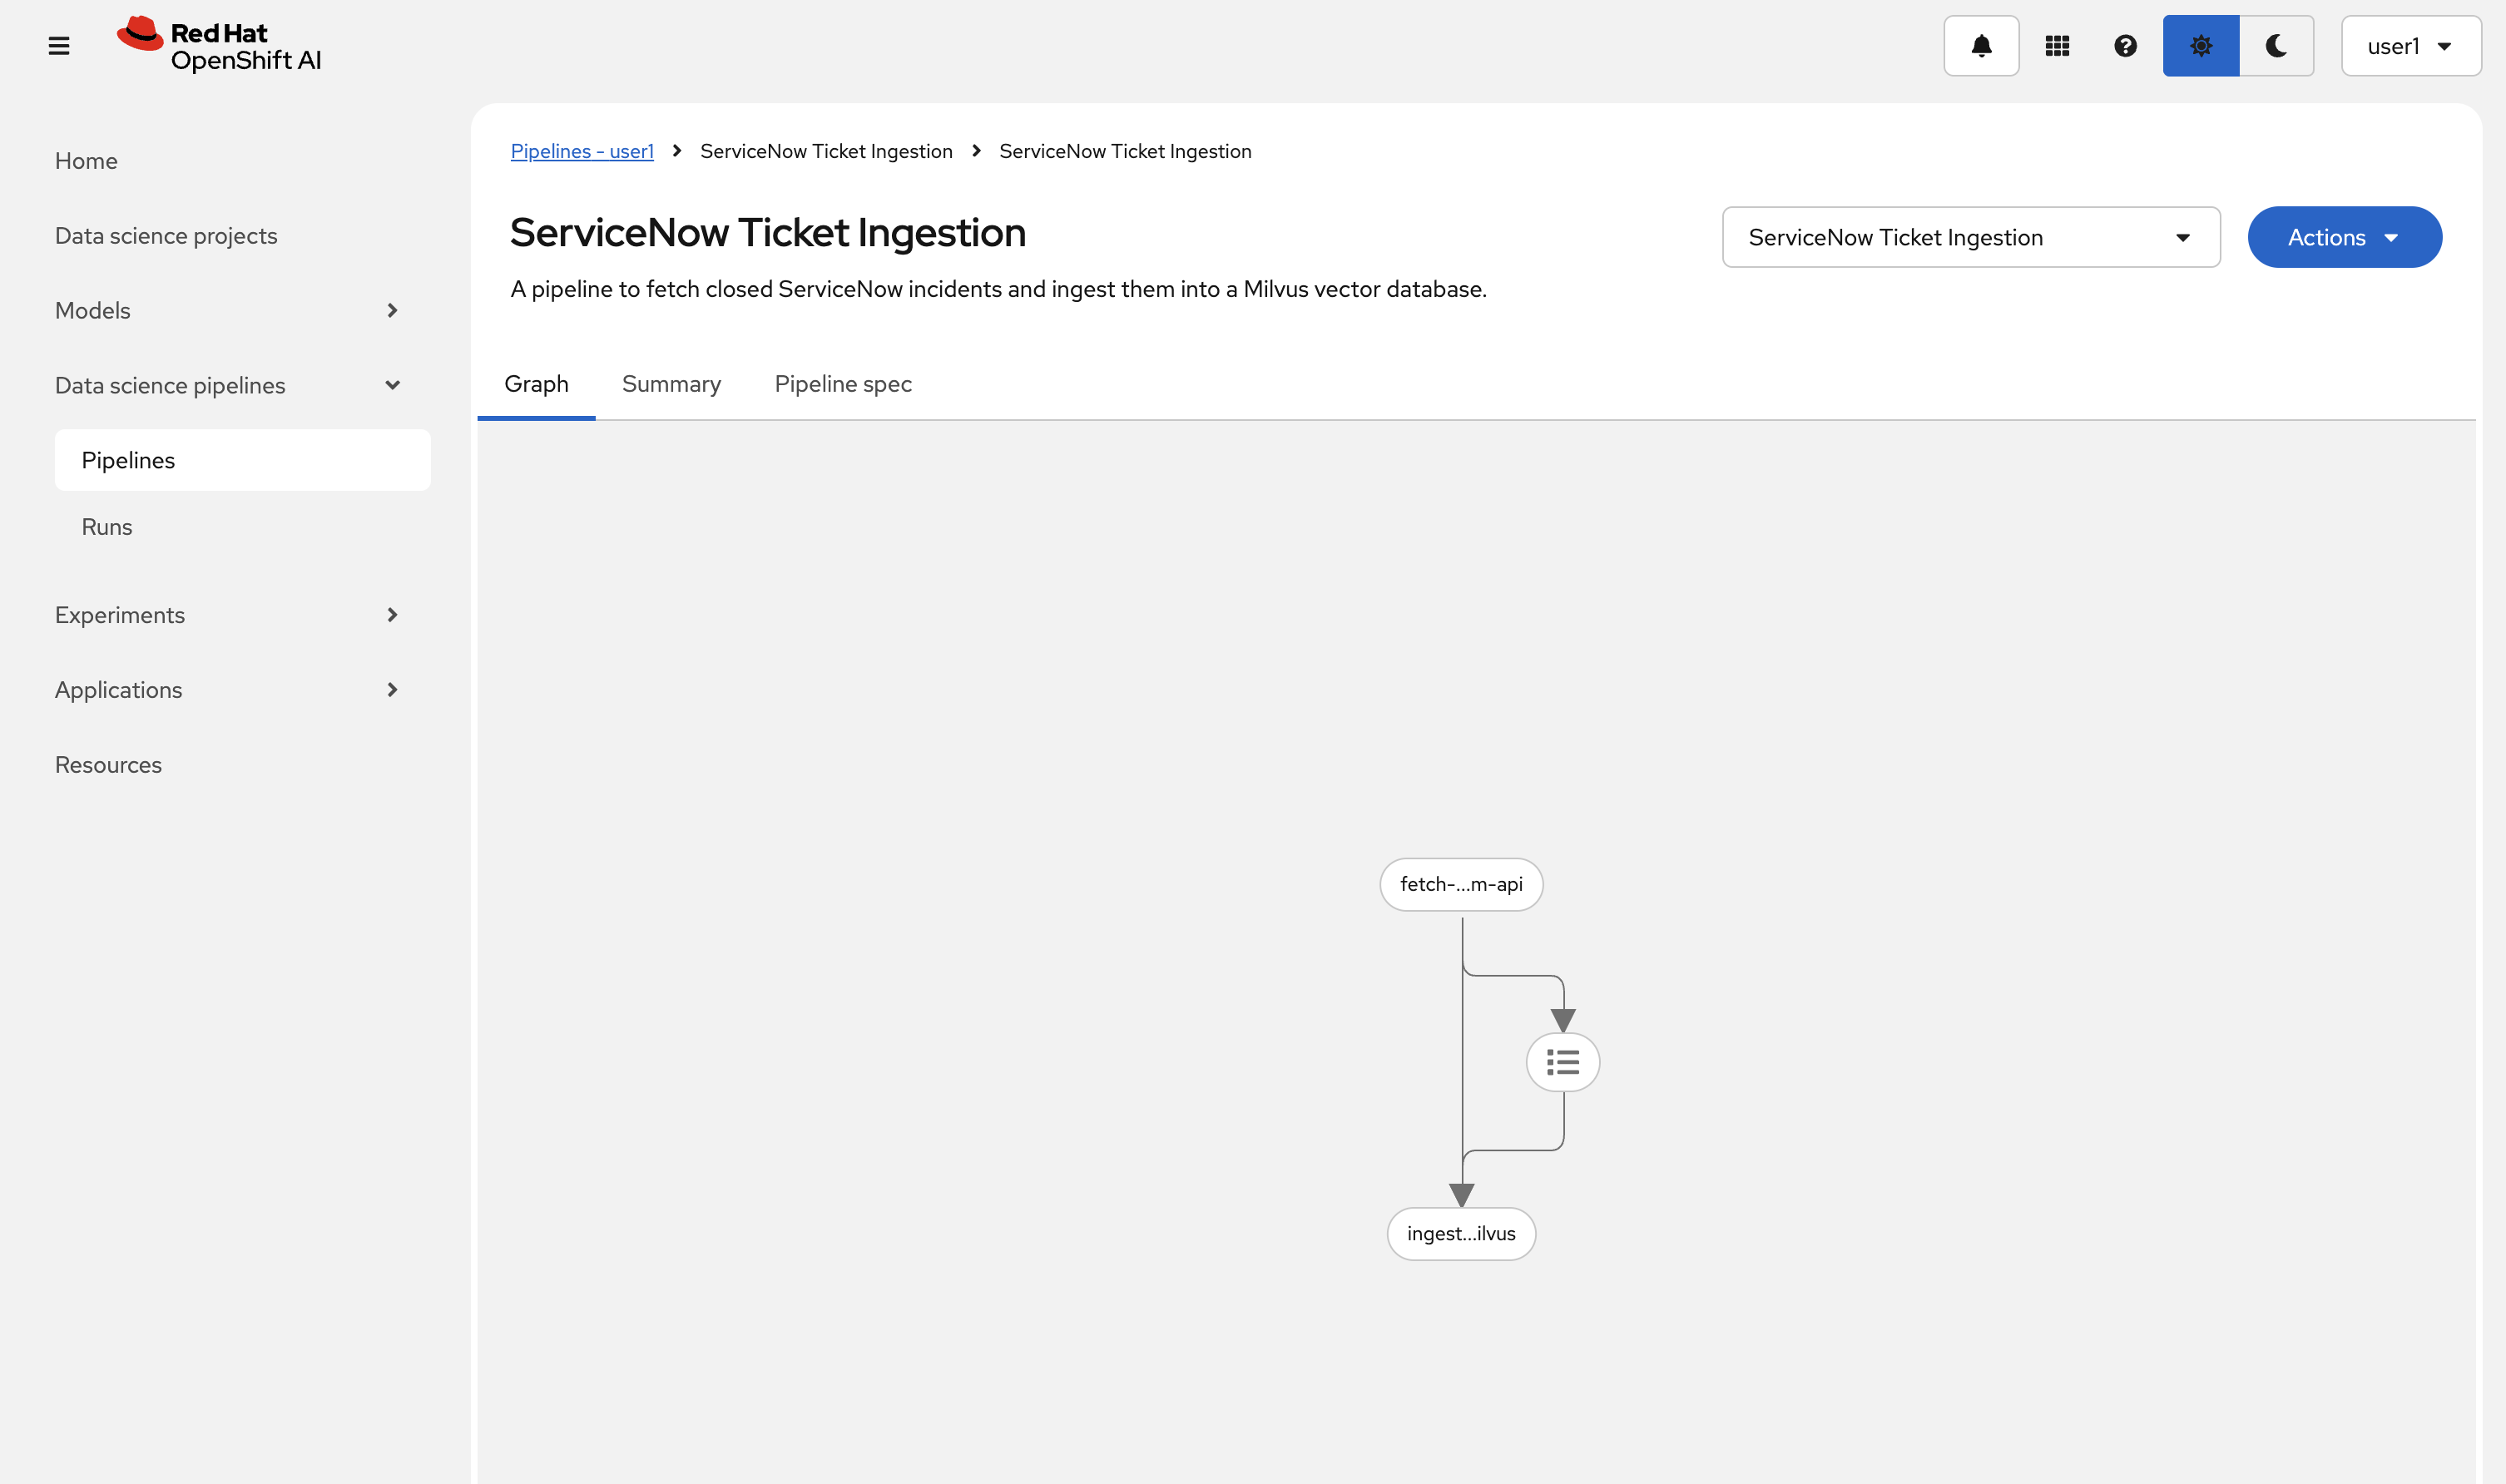 Red Hat
OpenShift AI
user1
Home
Data science projects
Models
Data science pipelines
Pipelines
Runs
Experiments
Applications
Resources
Pipelines - user1 ServiceNow Ticket Ingestion ServiceNow Ticket Ingestion
ServiceNow Ticket Ingestion
A pipeline to fetch closed ServiceNow incidents and ingest them into a Milvus vector database.
ServiceNow Ticket Ingestion
Actions
Graph Summary Pipeline spec
fetch-...m-api
ingest...ilvus